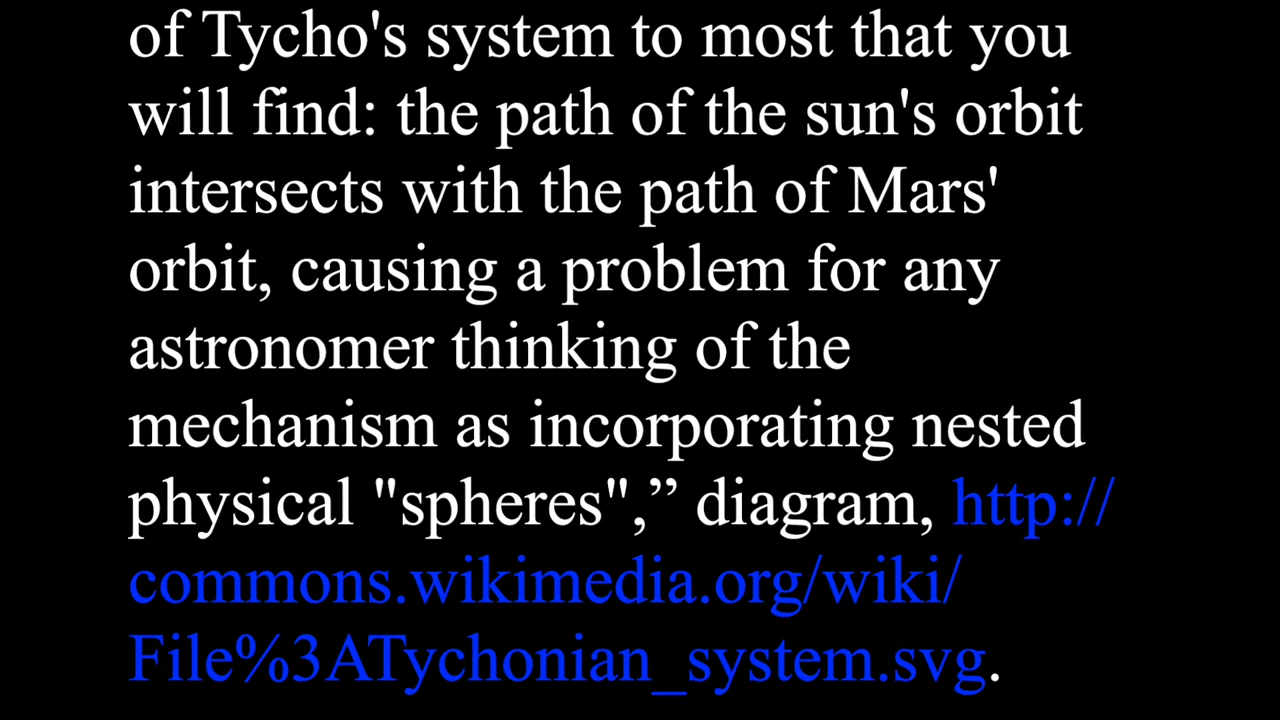 of Tycho's system to most that you
will find: the path of the sun's orbit
intersects with the path of Mars'
orbit, causing a problem for any
astronomer thinking of the
mechanism as incorporating nested
physical "spheres",” diagram, http://
commons.wikimedia.org/wiki/
File%3ATychonian_system.svg.